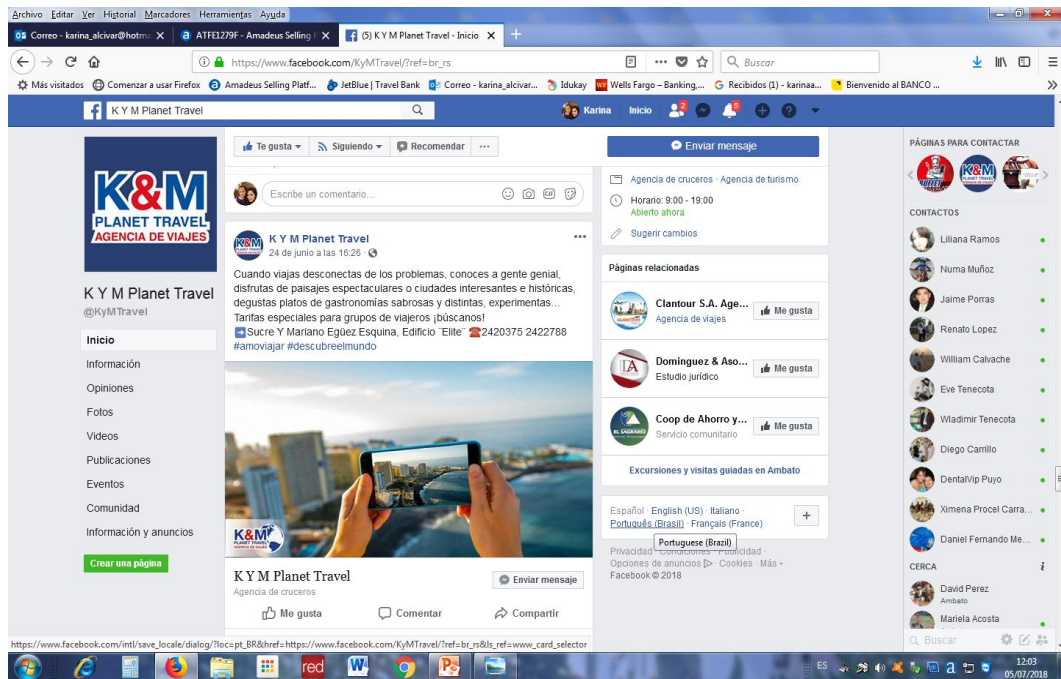 Archivo Editar Ver Historial Marcadores Herramientas Ayuda
Correo - karina_alcivar@hotma
ATFE1279F - Amadeus Selling
(5) K Y M Planet Travel - Inicio
https://www.facebook.com/KyMTravel/?ref=br_rs
Buscar
Más visitados
Comenzar a usar Firefox
Amadeus Selling Platf...
JetBlue | Travel Bank
Correo - karina_alcivar...
Idukay
Wells Fargo – Banking,...
Recibidos (1) - karinaa...
Bienvenido al BANCO ...
K Y M Planet Travel
Karina
Inicio
2
5
K&M
PLANET TRAVEL
AGENCIA DE VIAJES
K Y M Planet Travel
@KyMTravel
Inicio
Información
Opiniones
Fotos
Videos
Publicaciones
Eventos
Comunidad
Información y anuncios
Crear una página
Te gusta
Siguiendo
Recomendar
Enviar mensaje
Escribe un comentario...
GIF
K Y M Planet Travel
24 de junio a las 16:26 ·
Cuando viajas desconectas de los problemas, conoces a gente genial,
disfrutas de paisajes espectaculares o ciudades interesantes e históricas,
degustas platos de gastronomías sabrosas y distintas, experimentas…
Tarifas especiales para grupos de viajeros ¡búscanos!
➡Sucre Y Mariano Egüez Esquina, Edificio ¨Elite¨ ☎2420375 2422788
#amoviajar #descubreelmundo
K&M
K Y M Planet Travel
Agencia de cruceros
Enviar mensaje
Me gusta
Comentar
Compartir
Agencia de cruceros · Agencia de turismo
Horario: 9:00 - 19:00
Abierto ahora
Sugerir cambios
Páginas relacionadas
Clantour S.A. Age...
Agencia de viajes
Me gusta
Dominguez & Aso...
Estudio jurídico
Me gusta
Coop de Ahorro y...
Servicio comunitario
Me gusta
Excursiones y visitas guiadas en Ambato
Español · English (US) · Italiano ·
Português (Brasil) · Français (France)
Portuguese (Brazil)
Privacidad · Condiciones · Publicidad ·
Opciones de anuncios · Cookies · Más
Facebook © 2018
PÁGINAS PARA CONTACTAR
CONTACTOS
Liliana Ramos
Numa Muñoz
Jaime Porras
Renato Lopez
William Calvache
Eve Tenecota
Wladimir Tenecota
Diego Carrillo
DentalVip Puyo
Ximena Procel Carra...
Daniel Fernando Me...
CERCA
David Perez
Ambato
Mariela Acosta
Buscar
https://www.facebook.com/intl/save_locale/dialog/?loc=pt_BR&href=https://www.facebook.com/KyMTravel/?ref=br_rs&ls_ref=www_card_selector
red
ES
12:03
05/07/2018